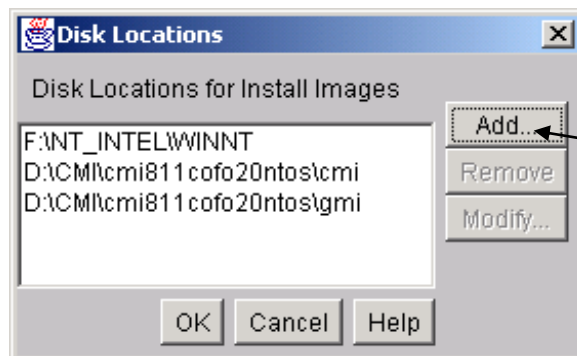 Disk Locations
Disk Locations for Install Images
F:\NT_INTEL\WINNT
D:\CMI\cmi811cofo20ntos\cmi
D:\CMI\cmi811cofo20ntos\gmi
Add...
Remove
Modify...
OK Cancel Help